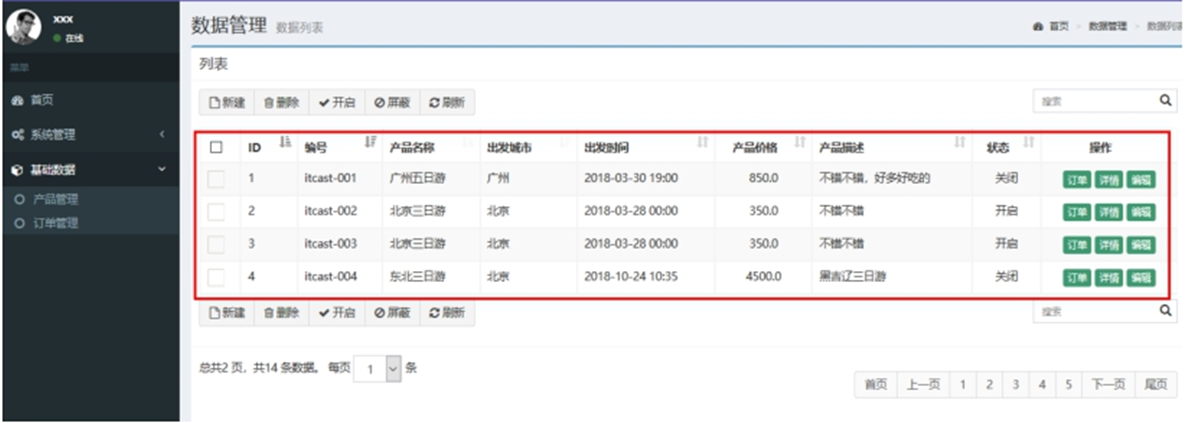 xxx
在线
菜单
首页
系统管理
基础数据
产品管理
订单管理
数据管理 数据列表
首页 > 数据管理 > 数据列表
列表
新建 删除 开启 屏蔽 刷新
搜索
ID 编号 产品名称 出发城市 出发时间 产品价格 产品描述 状态 操作
1 itcast-001 广州五日游 广州 2018-03-30 19:00 850.0 不错不错，好多好吃的 关闭 订单 详情 编辑
2 itcast-002 北京三日游 北京 2018-03-28 00:00 350.0 不错不错 开启 订单 详情 编辑
3 itcast-003 北京三日游 北京 2018-03-28 00:00 350.0 不错不错 开启 订单 详情 编辑
4 itcast-004 东北三日游 北京 2018-10-24 10:35 4500.0 黑吉辽三日游 关闭 订单 详情 编辑
新建 删除 开启 屏蔽 刷新
搜索
总共2 页，共14 条数据。 每页 1 条
首页 上一页 1 2 3 4 5 下一页 尾页